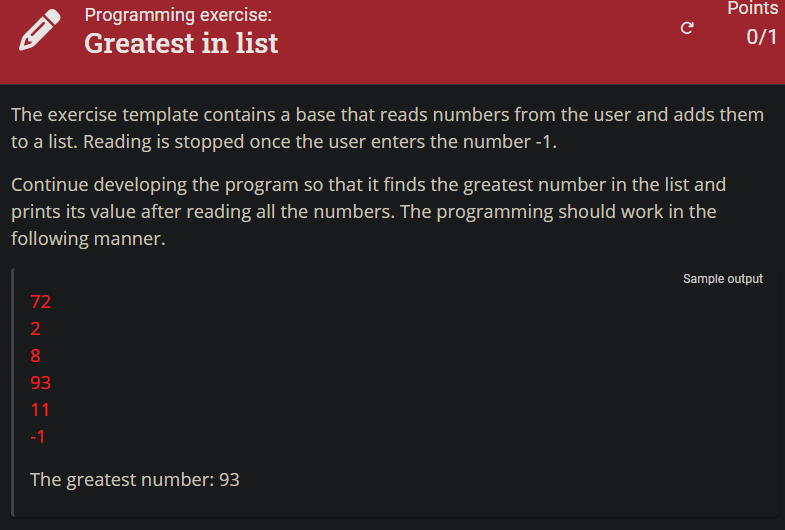 Programming exercise:
Greatest in list
Points
0/1
The exercise template contains a base that reads numbers from the user and adds them
to a list. Reading is stopped once the user enters the number -1.
Continue developing the program so that it finds the greatest number in the list and
prints its value after reading all the numbers. The programming should work in the
following manner.
Sample output
72
2
8
93
11
-1
The greatest number: 93